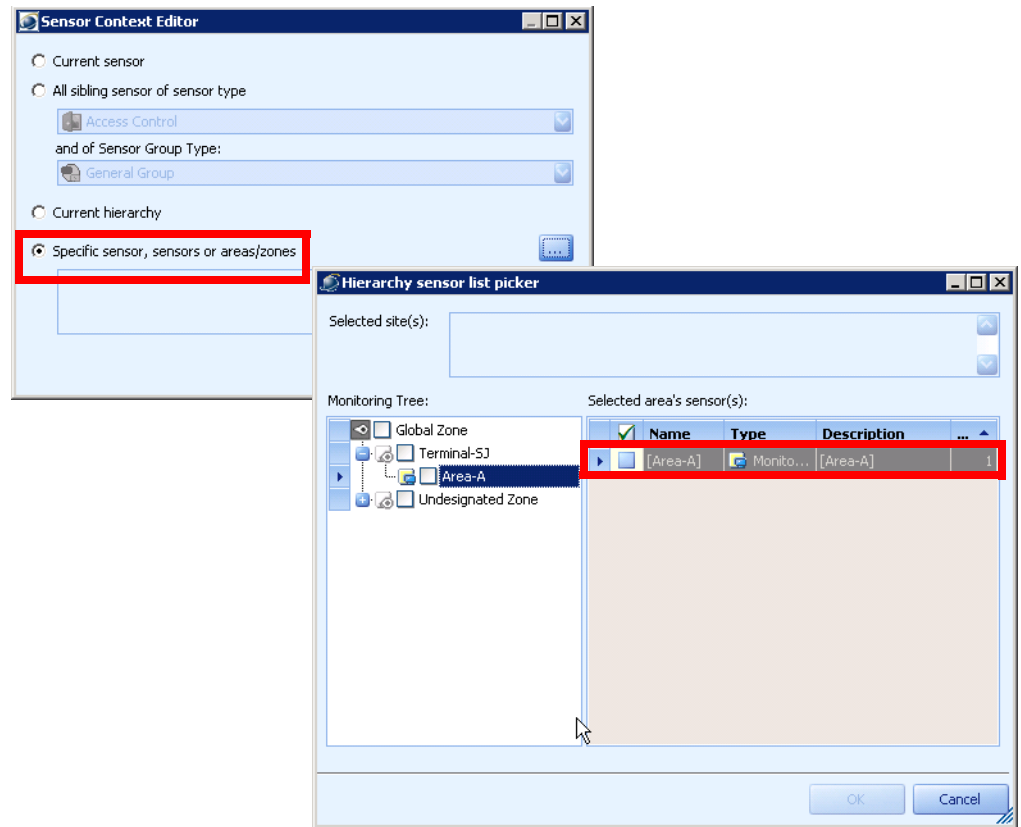 Sensor Context Editor
Current sensor
All sibling sensor of sensor type
Access Control
and of Sensor Group Type:
General Group
Current hierarchy
Specific sensor, sensors or areas/zones
...
Hierarchy sensor list picker
Selected site(s):
Monitoring Tree:
Selected area's sensor(s):
Global Zone
Terminal-SJ
Area-A
Undesignated Zone
Name Type Description ...
[Area-A] Monito... [Area-A] 1
OK Cancel